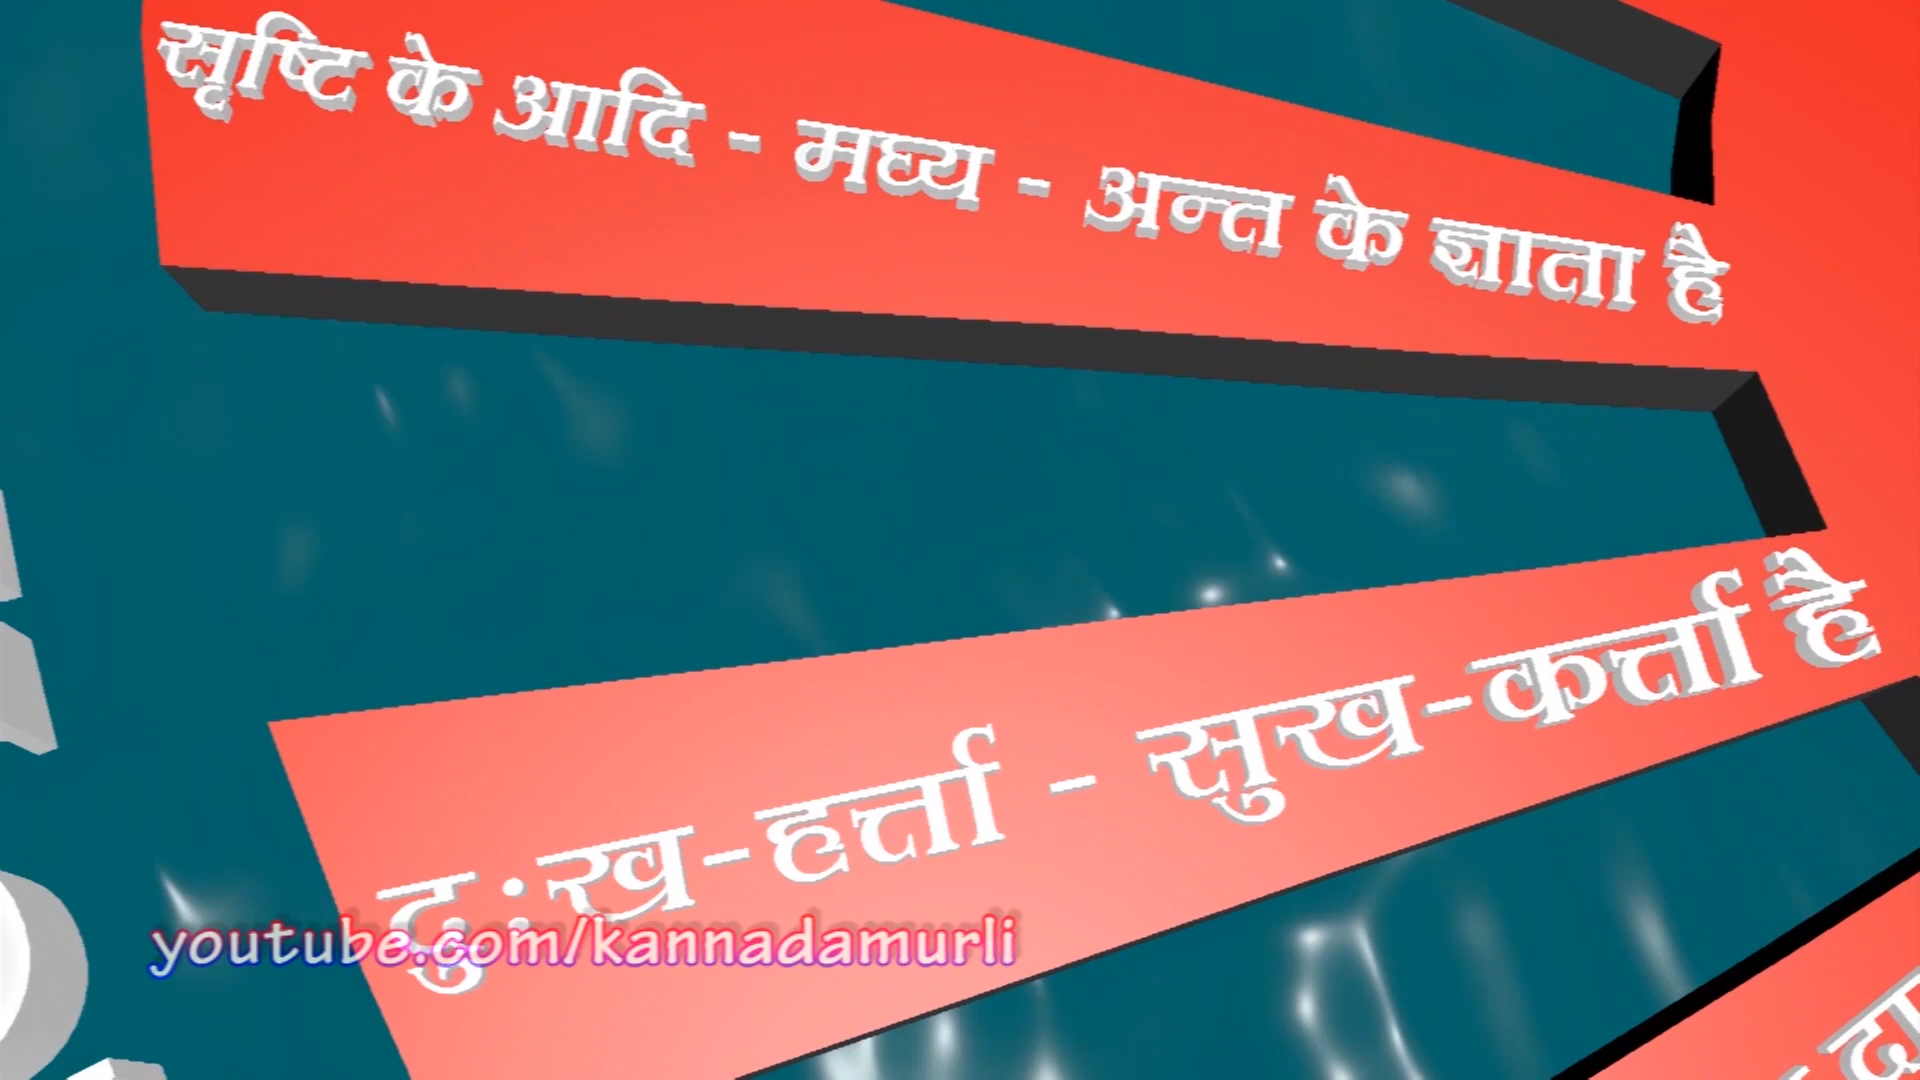 सृष्टि के आदि - मध्य - अन्त के ज्ञाता है
दुःख-हर्त्ता - सुख-कर्त्ता है
youtube.com/kannadamurli